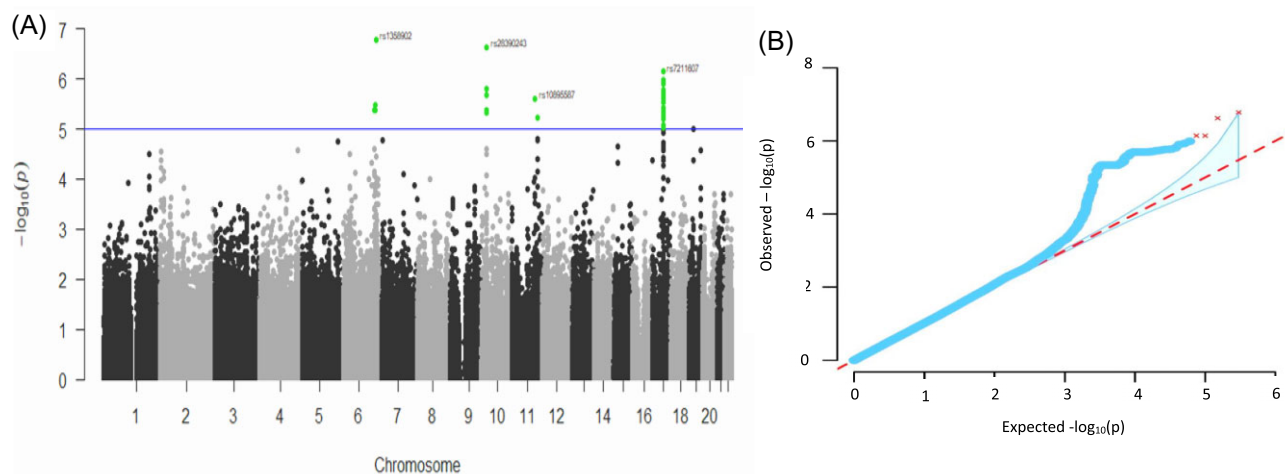 (A)
7
6
5
4
3
2
1
0
− log₁₀(p)
rs1358902
rs28390243
rs10895587
rs7211607
1 2 3 4 5 6 7 8 9 10 11 12 14 16 18 20
Chromosome
(B)
8
6
4
2
0
Observed − log₁₀(p)
0 1 2 3 4 5 6
Expected -log₁₀(p)